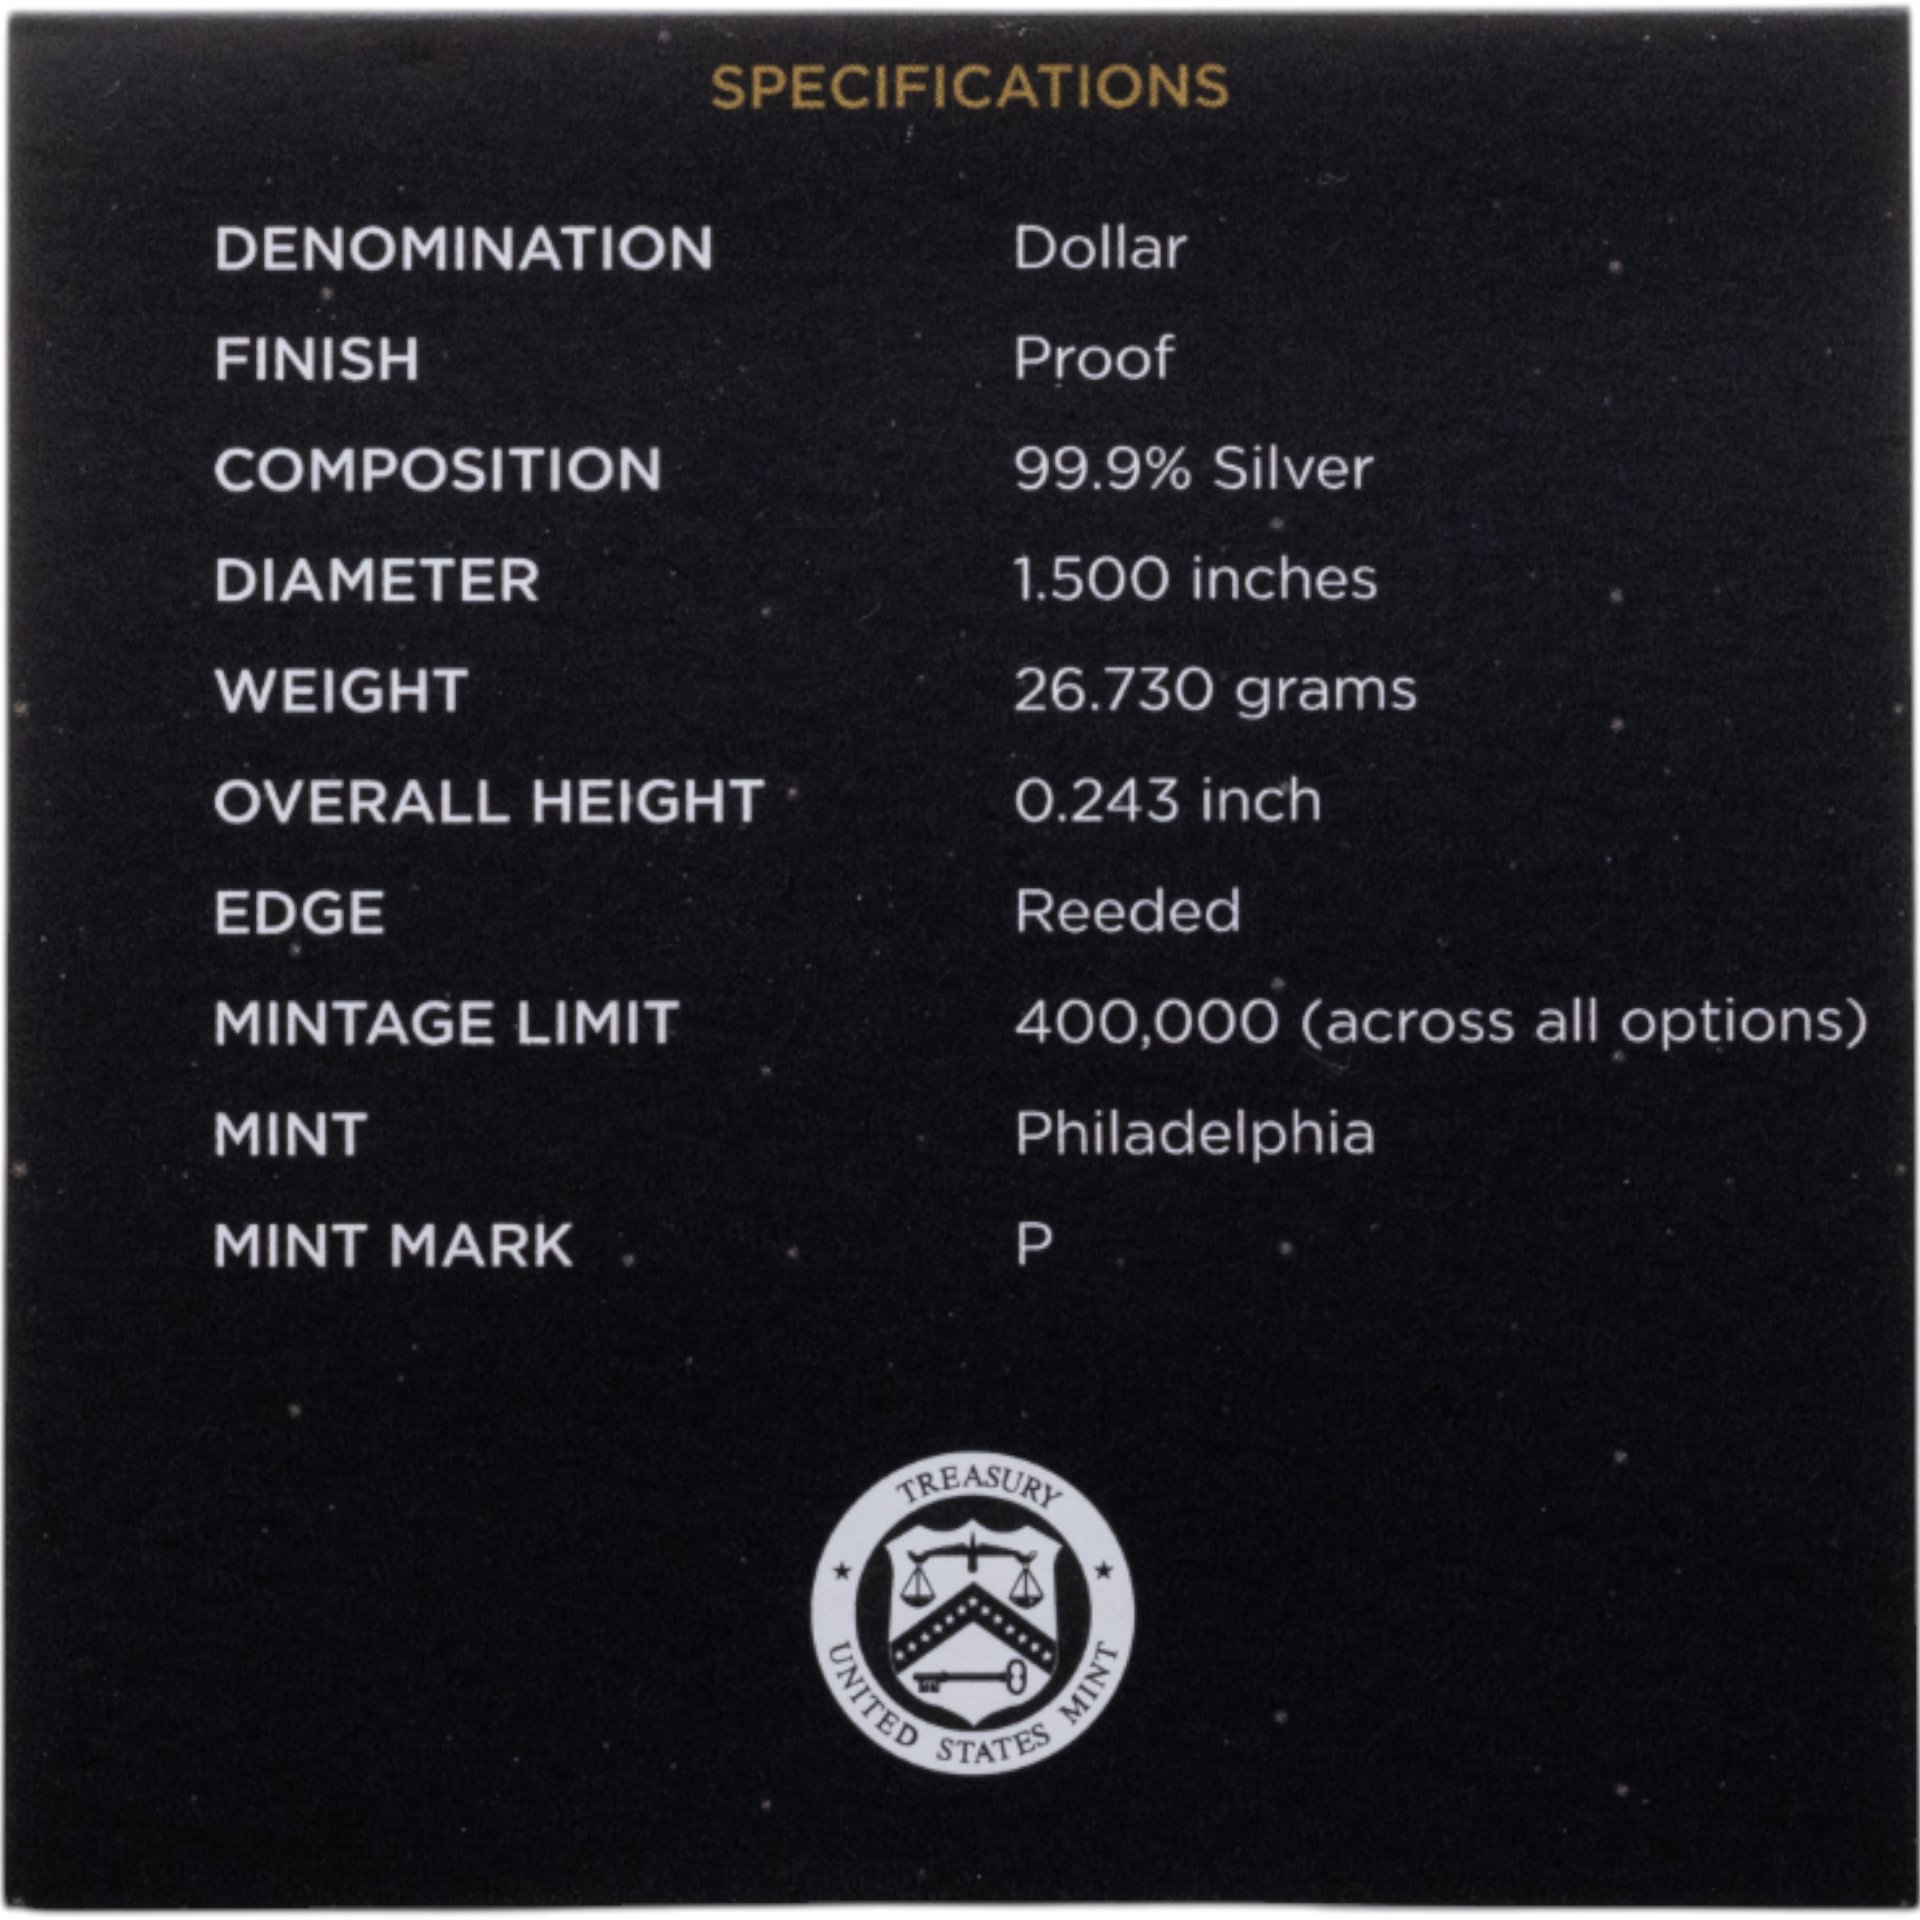 SPECIFICATIONS
DENOMINATION Dollar
FINISH Proof
COMPOSITION 99.9% Silver
DIAMETER 1.500 inches
WEIGHT 26.730 grams
OVERALL HEIGHT 0.243 inch
EDGE Reeded
MINTAGE LIMIT 400,000 (across all options)
MINT Philadelphia
MINT MARK P
TREASURY
UNITED STATES MINT